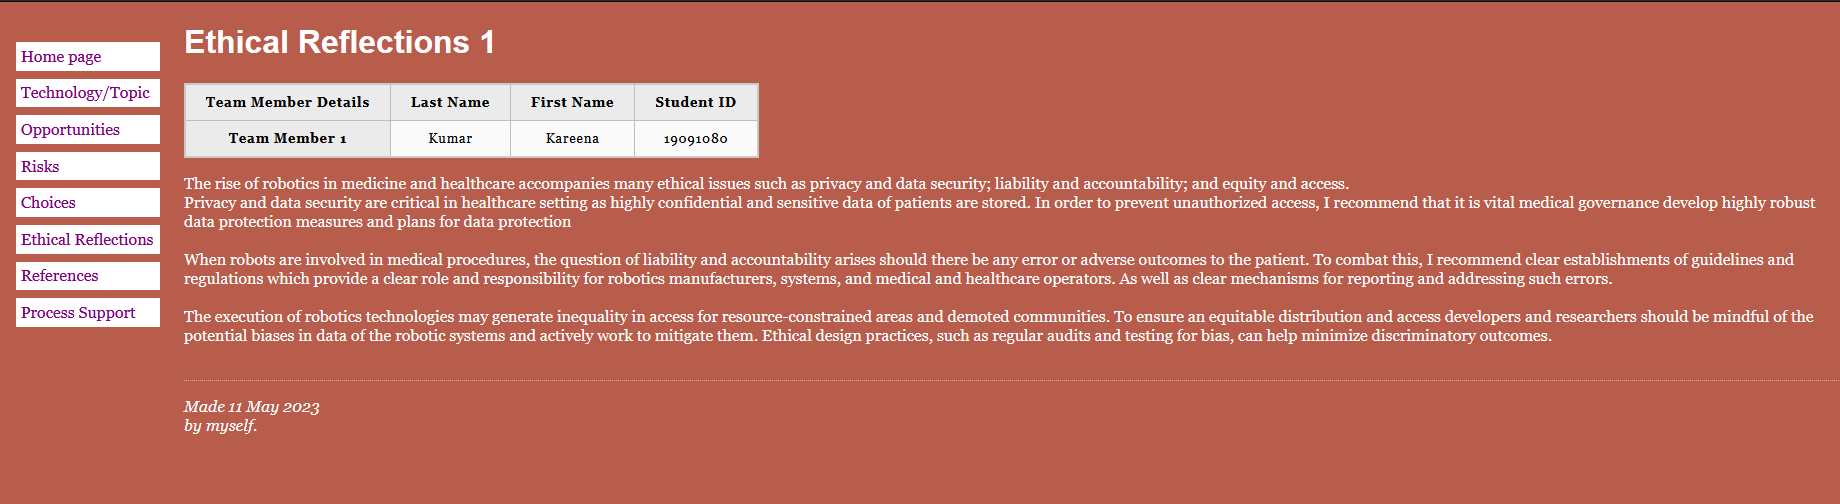 Ethical Reflections 1
Home page
Technology/Topic
Opportunities
Risks
Choices
Ethical Reflections
References
Process Support
Team Member Details Last Name First Name Student ID
Team Member 1 Kumar Kareena 19091080
The rise of robotics in medicine and healthcare accompanies many ethical issues such as privacy and data security; liability and accountability; and equity and access.
Privacy and data security are critical in healthcare setting as highly confidential and sensitive data of patients are stored. In order to prevent unauthorized access, I recommend that it is vital medical governance develop highly robust
data protection measures and plans for data protection
When robots are involved in medical procedures, the question of liability and accountability arises should there be any error or adverse outcomes to the patient. To combat this, I recommend clear establishments of guidelines and
regulations which provide a clear role and responsibility for robotics manufacturers, systems, and medical and healthcare operators. As well as clear mechanisms for reporting and addressing such errors.
The execution of robotics technologies may generate inequality in access for resource-constrained areas and demoted communities. To ensure an equitable distribution and access developers and researchers should be mindful of the
potential biases in data of the robotic systems and actively work to mitigate them. Ethical design practices, such as regular audits and testing for bias, can help minimize discriminatory outcomes.
Made 11 May 2023
by myself.